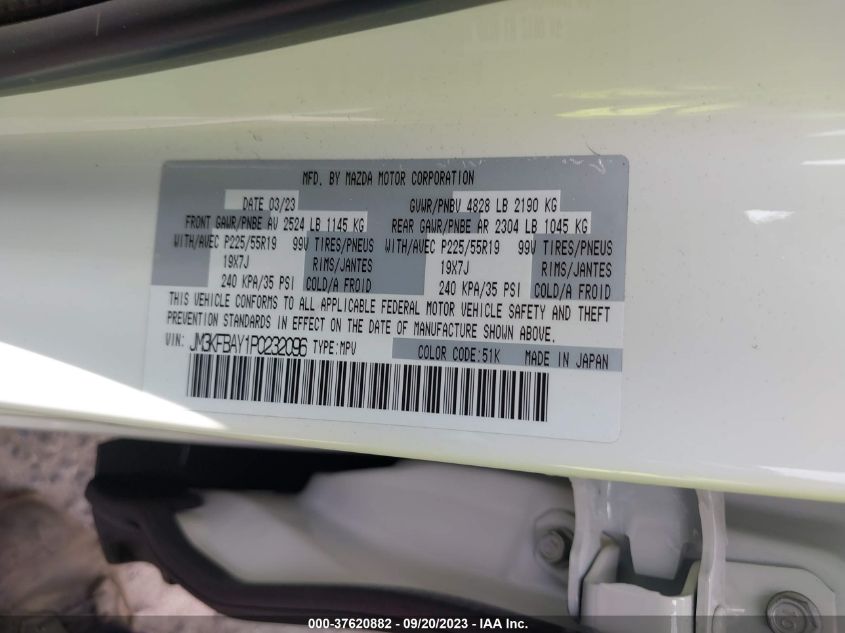 MFD. BY MAZDA MOTOR CORPORATION
DATE 03/23 GVWR/PNBV 4828 LB 2190 KG
FRONT GAWR/PNBE AV 2524 LB 1145 KG REAR GAWR/PNBE AR 2304 LB 1045 KG
WITH/AVEC P225/55R19 99V TIRES/PNEUS WITH/AVEC P225/55R19 99V TIRES/PNEUS
19X7J RIMS/JANTES 19X7J RIMS/JANTES
240 KPA/35 PSI COLD/A FROID 240 KPA/35 PSI COLD/A FROID
THIS VEHICLE CONFORMS TO ALL APPLICABLE FEDERAL MOTOR VEHICLE SAFETY AND THEFT
PREVENTION STANDARDS IN EFFECT ON THE DATE OF MANUFACTURE SHOWN ABOVE.
VIN: JM3KFBAY1P0232096 TYPE:MPV COLOR CODE:51K MADE IN JAPAN
000-37620882 - 09/20/2023 - IAA Inc.